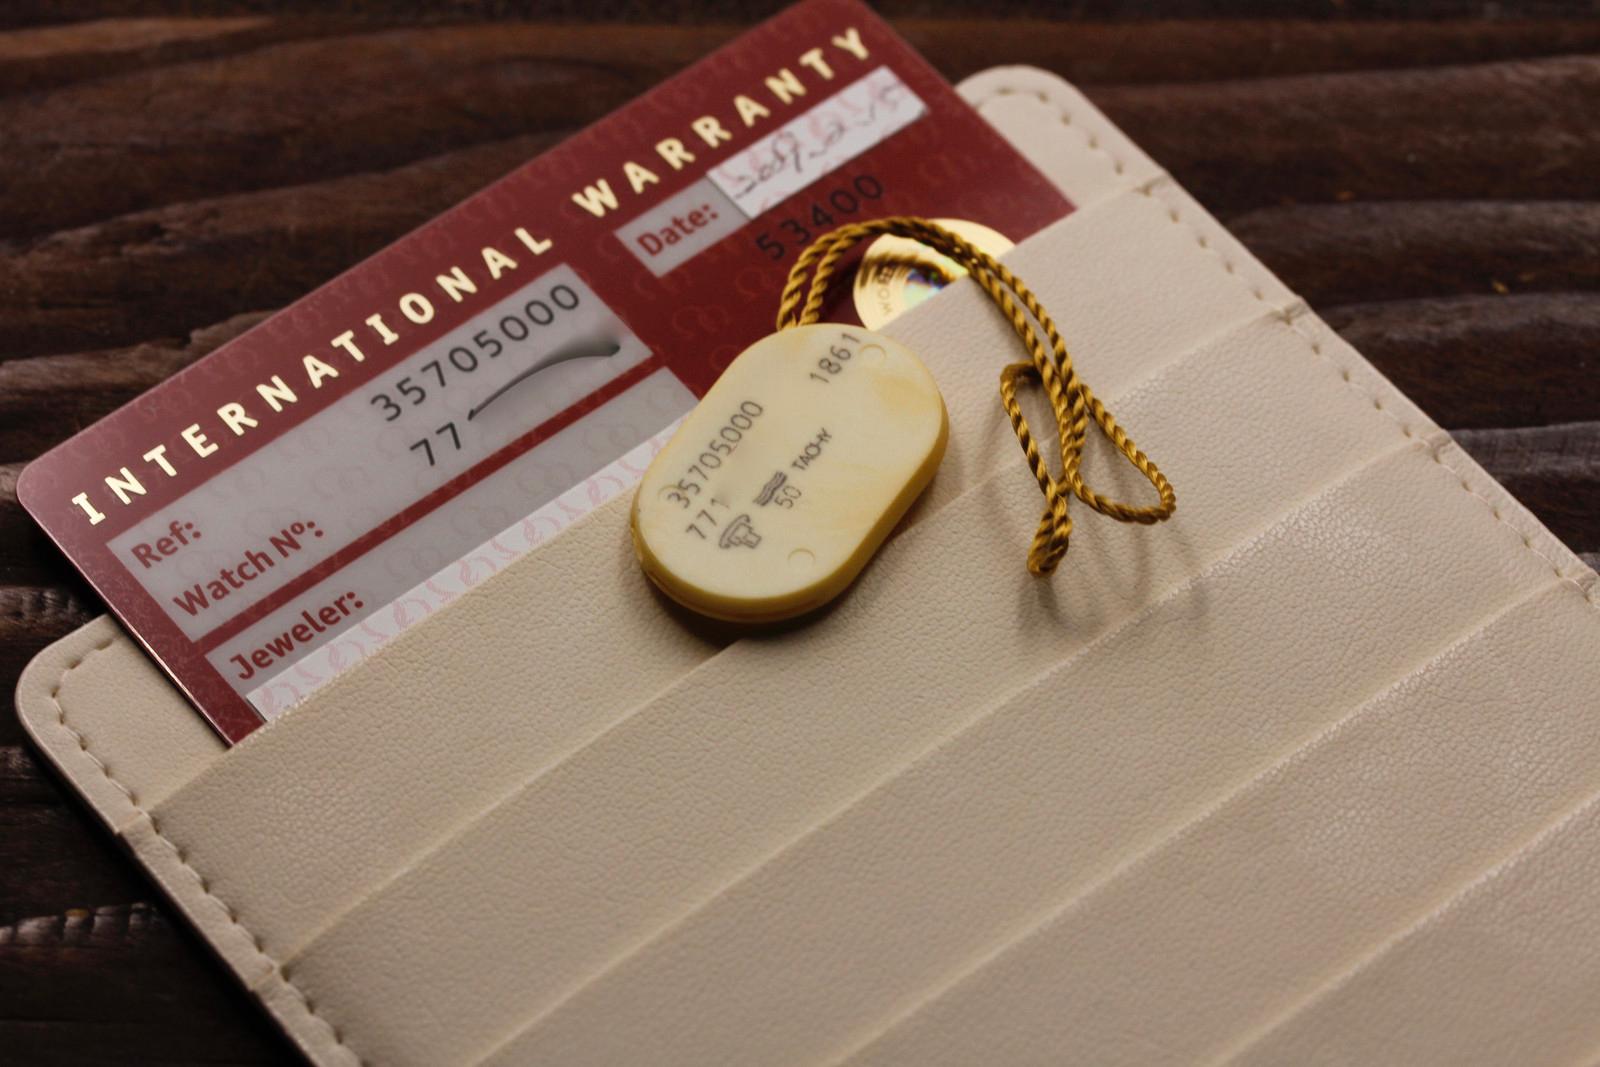 INTERNATIONAL WARRANTY
Date:
53400
Ref:
35705000
Watch Nº:
77
Jeweler:
1861
35705000
771
50
TACHY